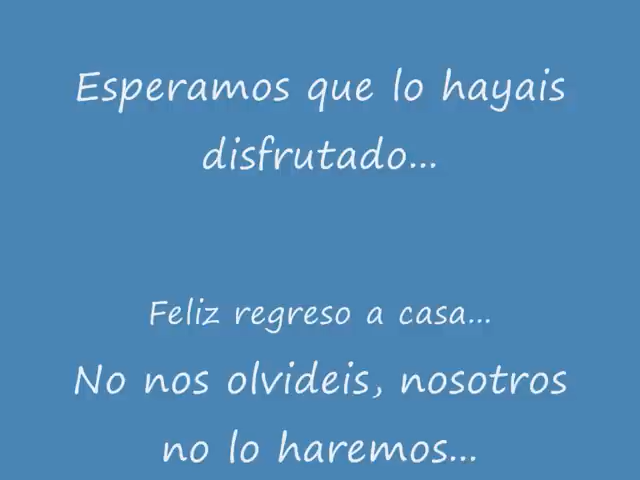 Esperamos que lo hayais
disfrutado...
Feliz regreso a casa...
No nos olvideis, nosotros
no lo haremos...